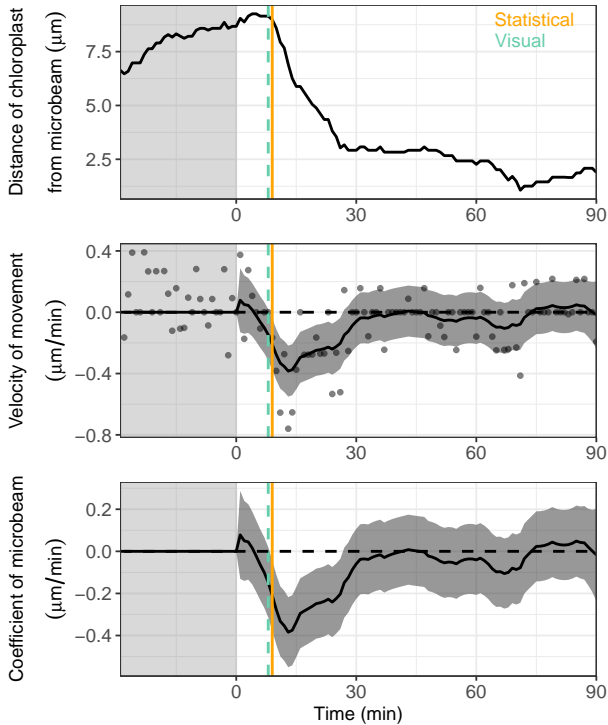 Distance of chloroplast
from microbeam (μm)
7.5
5.0
2.5
Statistical
Visual
0
30
60
90
Velocity of movement
(μm/min)
0.4
0.0
−0.4
−0.8
0
30
60
90
Coefficient of microbeam
(μm/min)
0.2
0.0
−0.2
−0.4
0
30
60
90
Time (min)